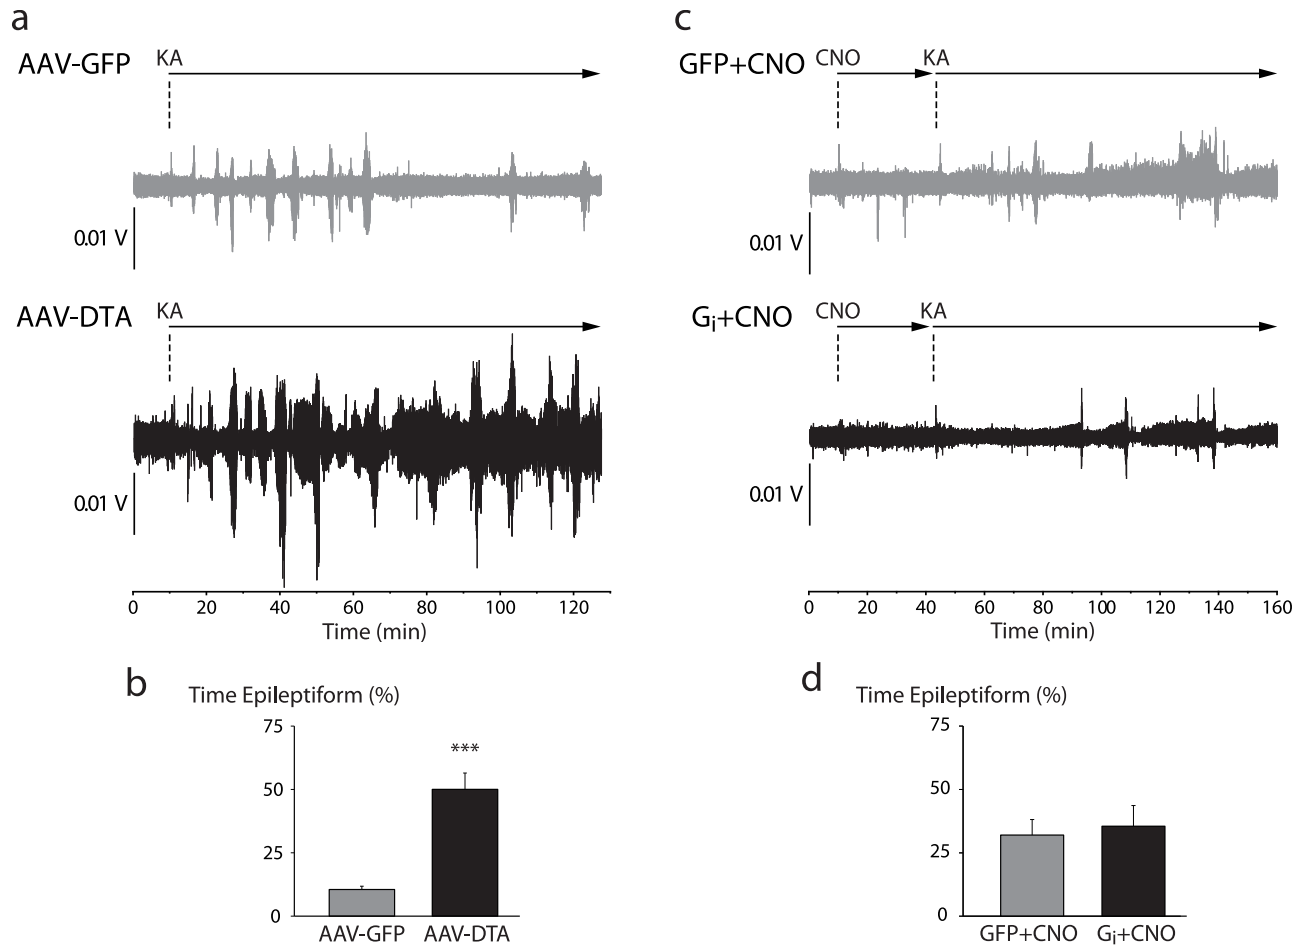 a
AAV-GFP KA
0.01 V
AAV-DTA KA
0.01 V
0 20 40 60 80 100 120
Time (min)
b
Time Epileptiform (%)
75
50
25
0
***
AAV-GFP AAV-DTA
c
GFP+CNO CNO KA
0.01 V
Gi+CNO CNO KA
0.01 V
0 20 40 60 80 100 120 140 160
Time (min)
d
Time Epileptiform (%)
75
50
25
0
GFP+CNO Gi+CNO